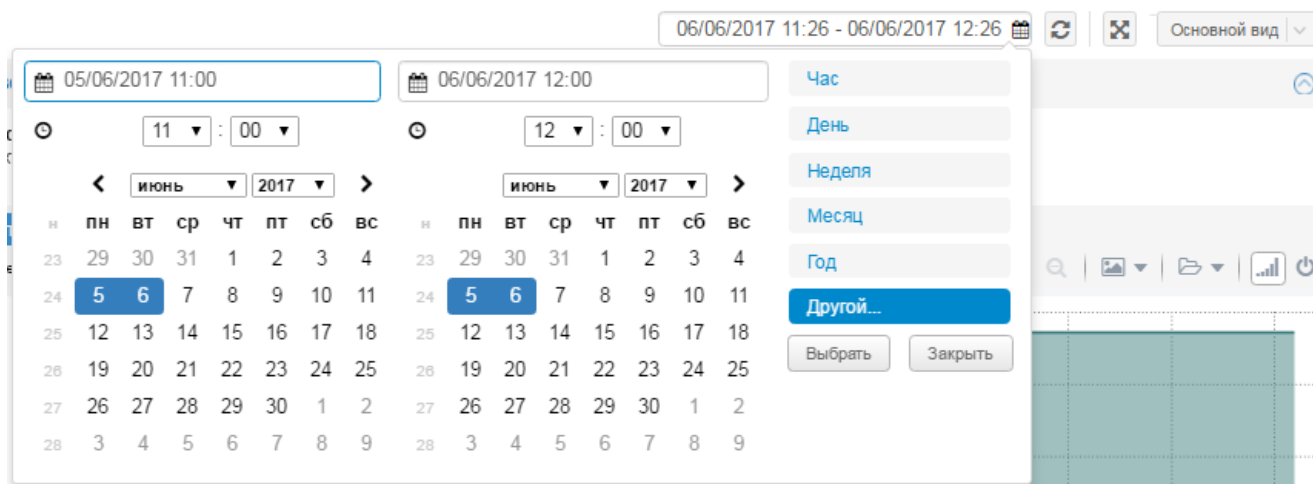 06/06/2017 11:26 - 06/06/2017 12:26
Основной вид
05/06/2017 11:00
06/06/2017 12:00
11 : 00
12 : 00
июнь 2017
июнь 2017
н пн вт ср чт пт сб вс
23 29 30 31 1 2 3 4
24 5 6 7 8 9 10 11
25 12 13 14 15 16 17 18
26 19 20 21 22 23 24 25
27 26 27 28 29 30 1 2
28 3 4 5 6 7 8 9
н пн вт ср чт пт сб вс
23 29 30 31 1 2 3 4
24 5 6 7 8 9 10 11
25 12 13 14 15 16 17 18
26 19 20 21 22 23 24 25
27 26 27 28 29 30 1 2
28 3 4 5 6 7 8 9
Час
День
Неделя
Месяц
Год
Другой...
Выбрать Закрыть